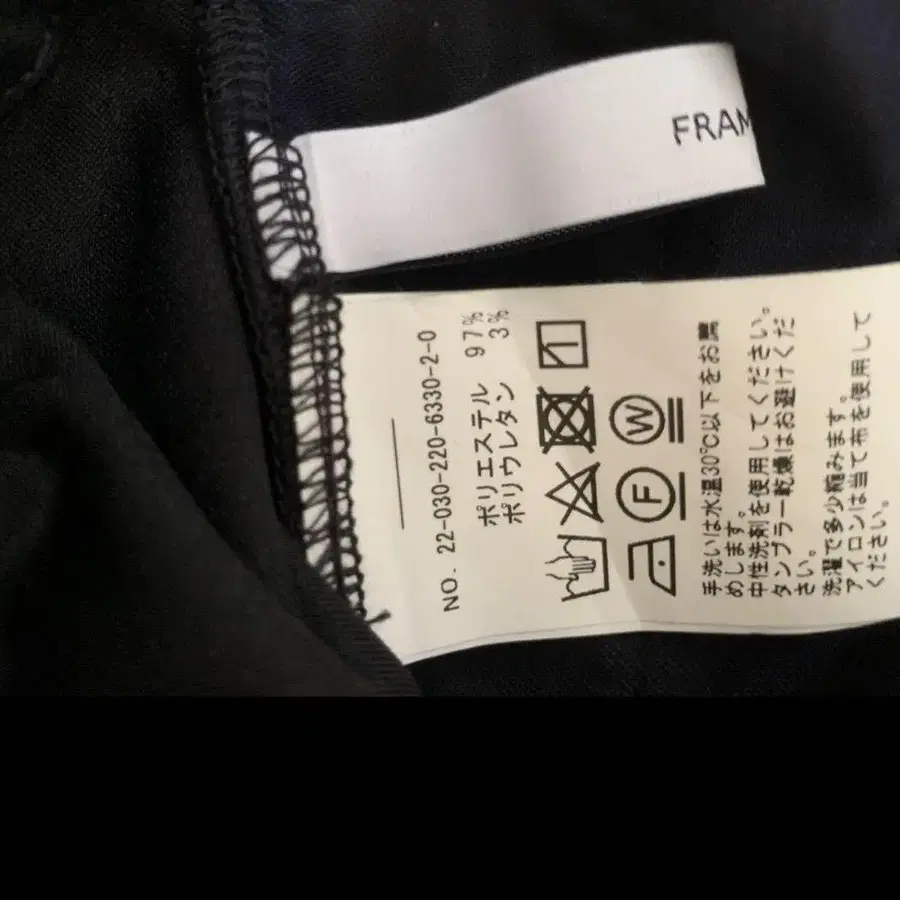 FRAM
NO. 22-030-220-6330-2-0
ポリエステル 97%
ポリウレタン 3%
F
W
手洗いは水温30℃以下をお薦
めします。
中性洗剤を使用してください。
タンブラー乾燥はお避けくだ
さい。
洗濯で多少縮みます。
アイロンは当て布を使用して
ください。